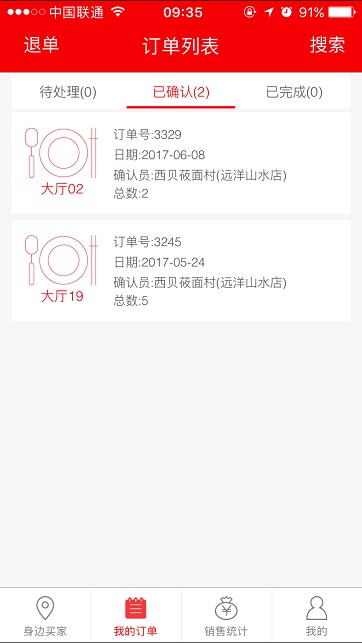 中国联通 09:35 91%
退单 订单列表 搜索
待处理(0) 已确认(2) 已完成(0)
订单号:3329
日期:2017-06-08
确认员:西贝莜面村(远洋山水店)
总数:2
大厅02
订单号:3245
日期:2017-05-24
确认员:西贝莜面村(远洋山水店)
总数:5
大厅19
身边买家 我的订单 销售统计 我的